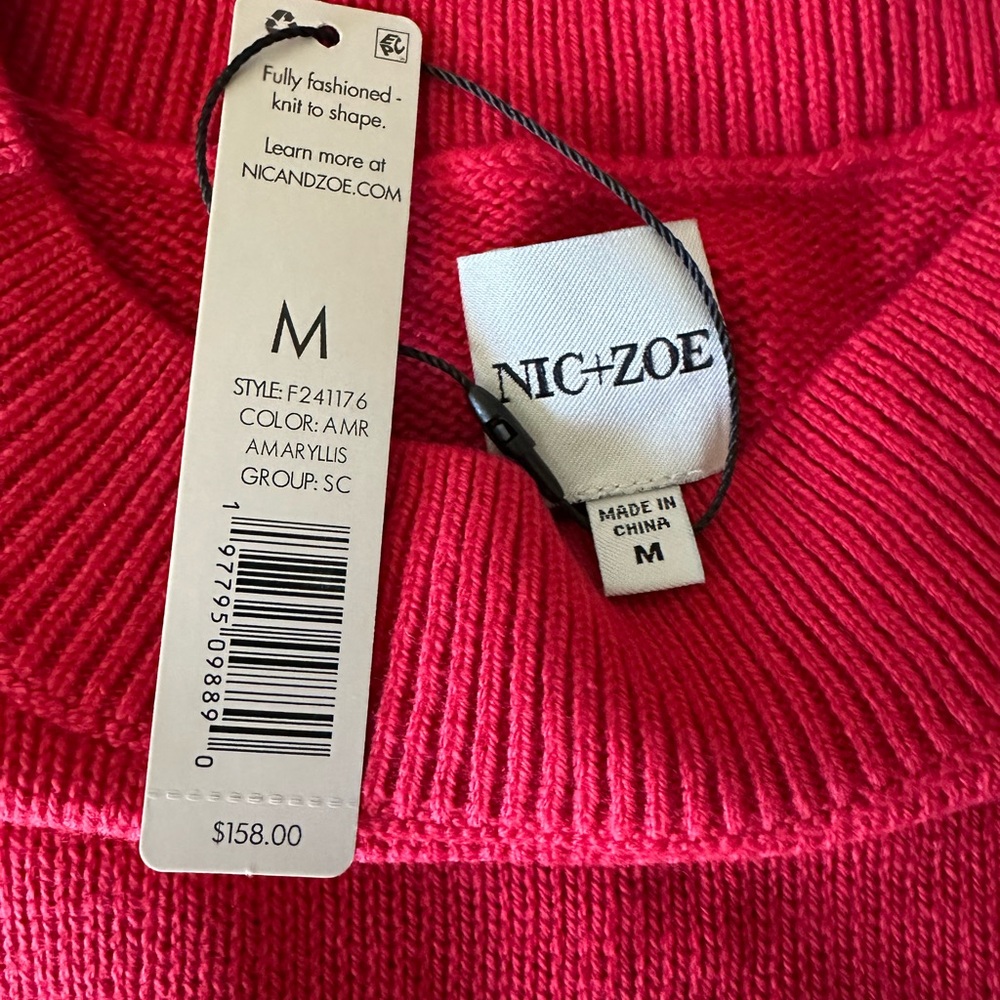 EPC
Fully fashioned -
knit to shape.
Learn more at
NICANDZOE.COM
M
STYLE: F241176
COLOR: AMR
AMARYLLIS
GROUP: SC
1 97795 09889 0
$158.00
NIC+ZOE
MADE IN
CHINA
M